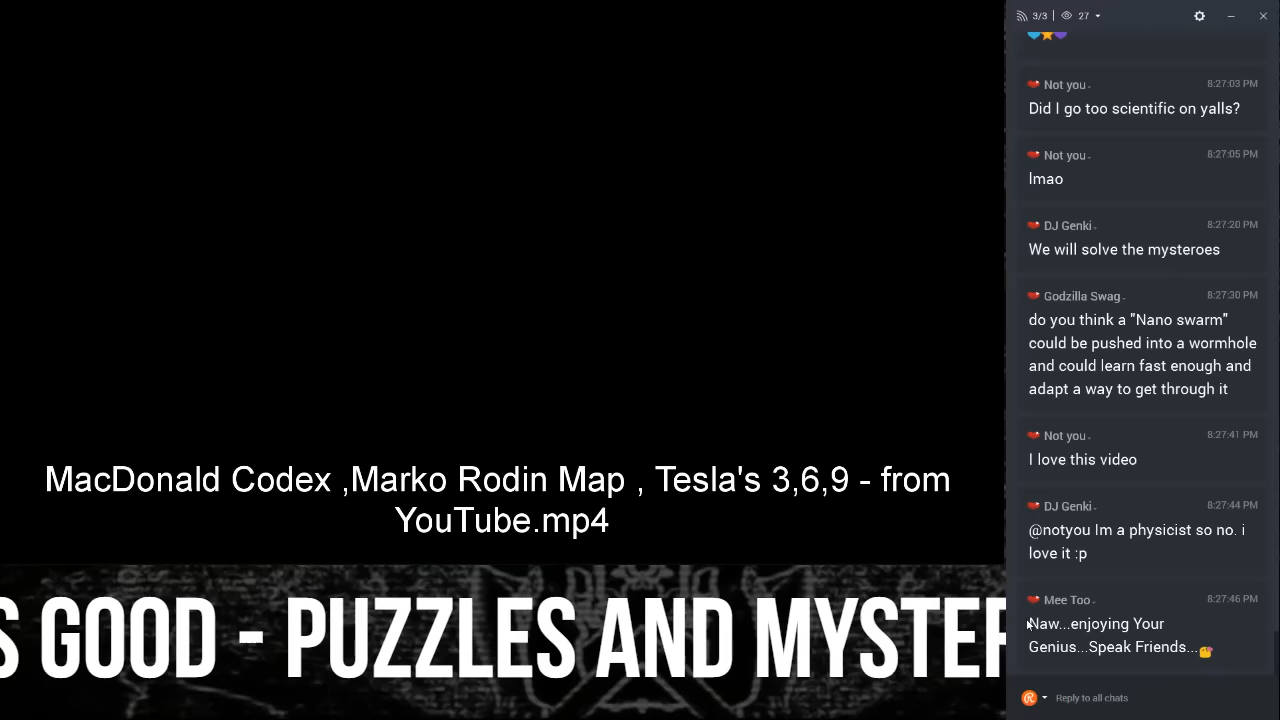 3/3 | 27
Not you 8:27:03 PM
Did I go too scientific on yalls?
Not you 8:27:05 PM
lmao
DJ Genki 8:27:20 PM
We will solve the mysteroes
Godzilla Swag 8:27:30 PM
do you think a "Nano swarm"
could be pushed into a wormhole
and could learn fast enough and
adapt a way to get through it
Not you 8:27:41 PM
I love this video
DJ Genki 8:27:44 PM
@notyou Im a physicist so no. i
love it :p
Mee Too 8:27:46 PM
Naw...enjoying Your
Genius...Speak Friends...
Reply to all chats
MacDonald Codex ,Marko Rodin Map , Tesla's 3,6,9 - from
YouTube.mp4
S GOOD - PUZZLES AND MYSTER